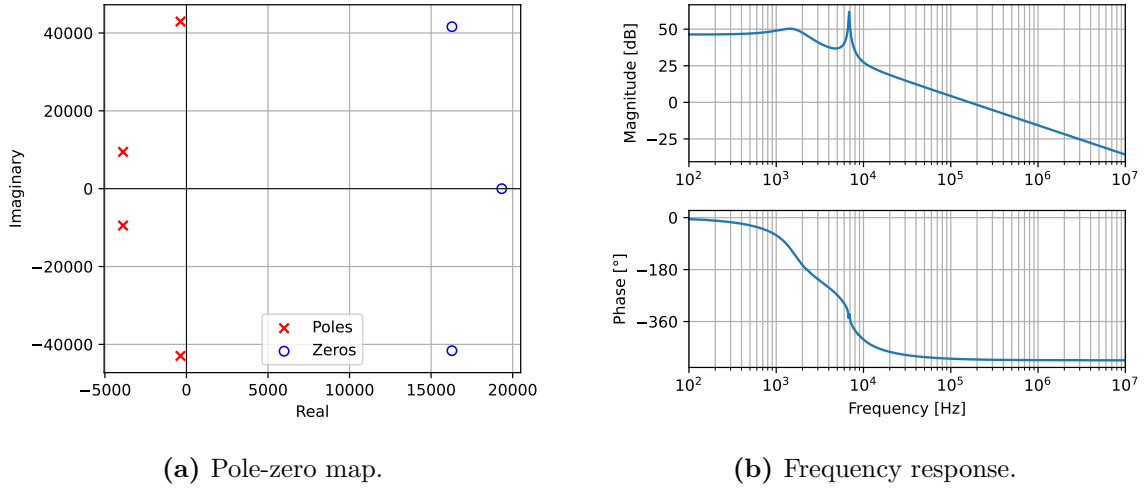 40000
20000
0
−20000
−40000
Imaginary
−5000 0 5000 10000 15000 20000
Real
Poles
Zeros
50
25
0
−25
Magnitude [dB]
10² 10³ 10⁴ 10⁵ 10⁶ 10⁷
0
−180
−360
Phase [°]
10² 10³ 10⁴ 10⁵ 10⁶ 10⁷
Frequency [Hz]
(a) Pole-zero map.
(b) Frequency response.